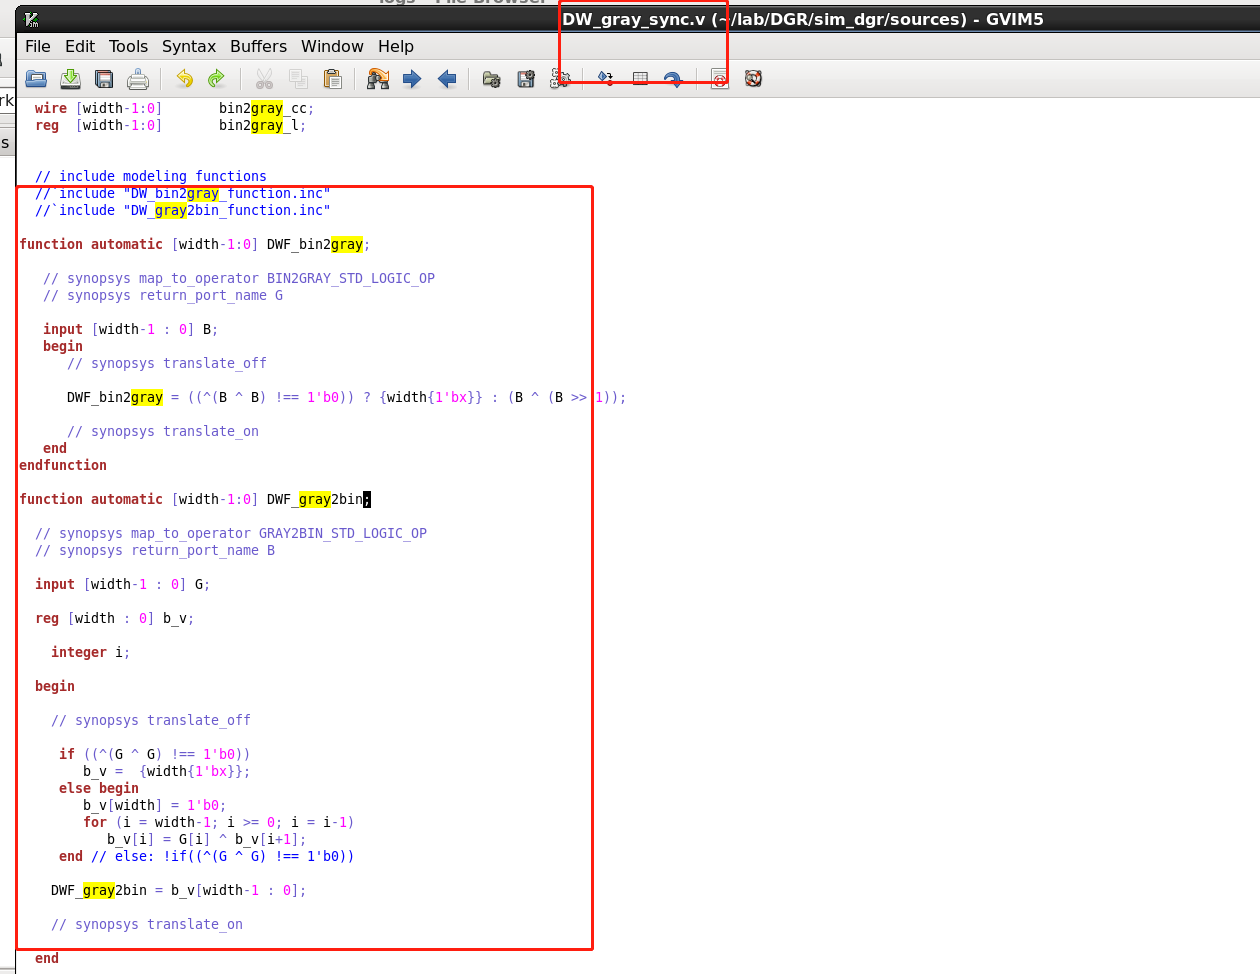 DW_gray_sync.v (~/lab/DGR/sim_dgr/sources) - GVIM5
File Edit Tools Syntax Buffers Window Help
wire [width-1:0]       bin2gray_cc;
reg  [width-1:0]       bin2gray_l;
// include modeling functions
//`include "DW_bin2gray_function.inc"
//`include "DW_gray2bin_function.inc"
function automatic [width-1:0] DWF_bin2gray;
// synopsys map_to_operator BIN2GRAY_STD_LOGIC_OP
// synopsys return_port_name G
input [width-1 : 0] B;
begin
// synopsys translate_off
DWF_bin2gray = ((^(B ^ B) !== 1'b0)) ? {width{1'bx}} : (B ^ (B >> 1));
// synopsys translate_on
end
endfunction
function automatic [width-1:0] DWF_gray2bin;
// synopsys map_to_operator GRAY2BIN_STD_LOGIC_OP
// synopsys return_port_name B
input [width-1 : 0] G;
reg [width : 0] b_v;
integer i;
begin
// synopsys translate_off
if ((^(G ^ G) !== 1'b0))
b_v =  {width{1'bx}};
else begin
b_v[width] = 1'b0;
for (i = width-1; i >= 0; i = i-1)
b_v[i] = G[i] ^ b_v[i+1];
end // else: !if((^(G ^ G) !== 1'b0))
DWF_gray2bin = b_v[width-1 : 0];
// synopsys translate_on
end